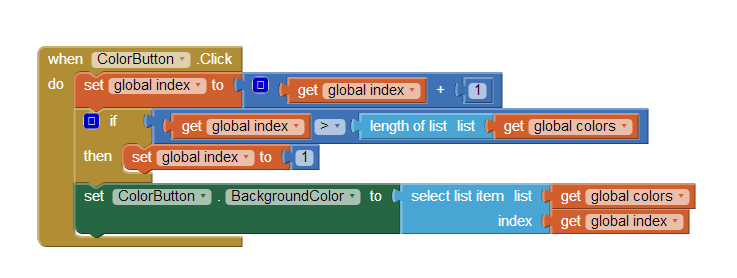 when ColorButton .Click
do set global index to get global index + 1
if get global index > length of list list get global colors
then set global index to 1
set ColorButton . BackgroundColor to select list item list get global colors
index get global index